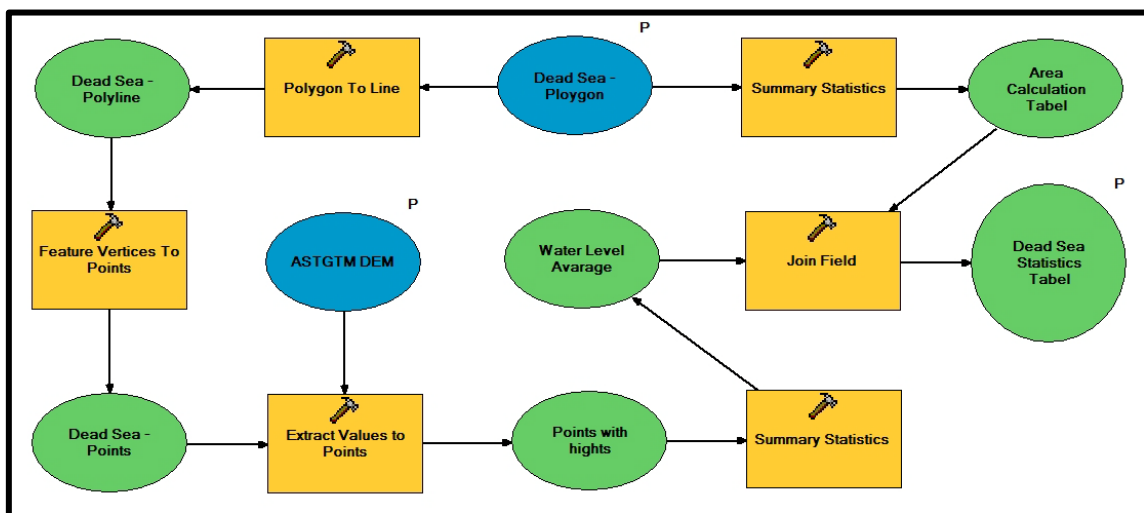 P
Dead Sea -
Polyline
Polygon To Line
Dead Sea -
Ploygon
Summary Statistics
Area
Calculation
Tabel
P
P
Feature Vertices To
Points
ASTGTM DEM
Water Level
Avarage
Join Field
Dead Sea
Statistics
Tabel
Dead Sea -
Points
Extract Values to
Points
Points with
hights
Summary Statistics